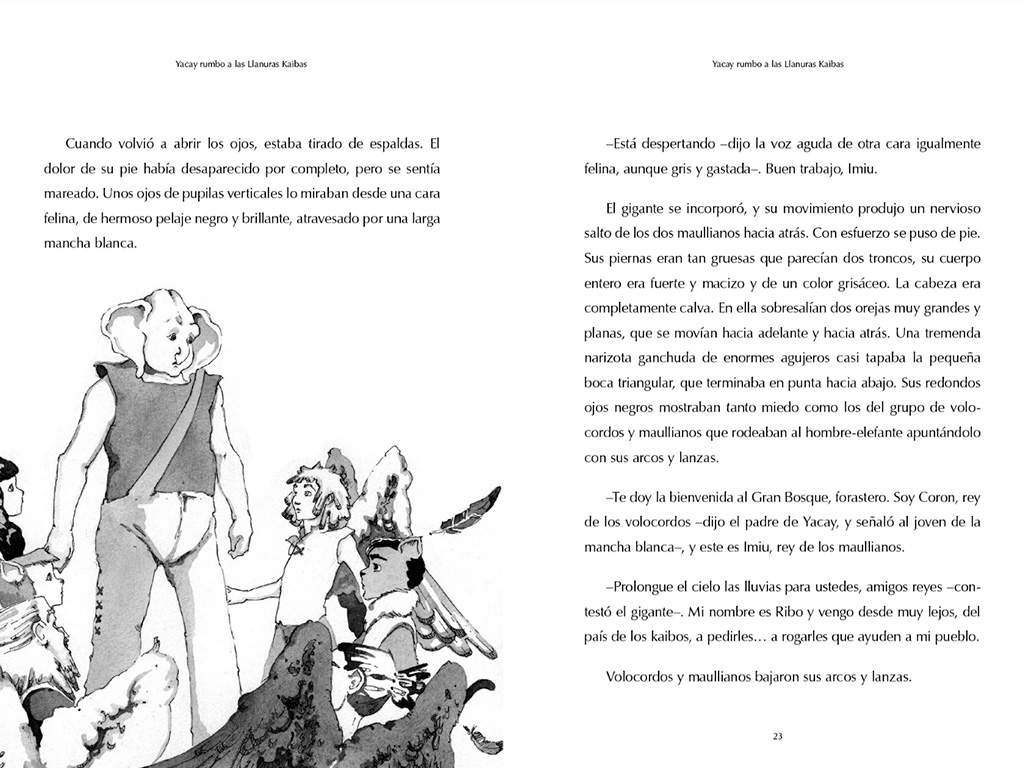 Yacay rumbo a las Llanuras Kaibas
Cuando volvió a abrir los ojos, estaba tirado de espaldas. El
dolor de su pie había desaparecido por completo, pero se sentía
mareado. Unos ojos de pupilas verticales lo miraban desde una cara
felina, de hermoso pelaje negro y brillante, atravesado por una larga
mancha blanca.
Yacay rumbo a las Llanuras Kaibas
–Está despertando –dijo la voz aguda de otra cara igualmente
felina, aunque gris y gastada–. Buen trabajo, Imiu.
El gigante se incorporó, y su movimiento produjo un nervioso
salto de los dos maullianos hacia atrás. Con esfuerzo se puso de pie.
Sus piernas eran tan gruesas que parecían dos troncos, su cuerpo
entero era fuerte y macizo y de un color grisáceo. La cabeza era
completamente calva. En ella sobresalían dos orejas muy grandes y
planas, que se movían hacia adelante y hacia atrás. Una tremenda
narizota ganchuda de enormes agujeros casi tapaba la pequeña
boca triangular, que terminaba en punta hacia abajo. Sus redondos
ojos negros mostraban tanto miedo como los del grupo de volo-
cordos y maullianos que rodeaban al hombre-elefante apuntándolo
con sus arcos y lanzas.
–Te doy la bienvenida al Gran Bosque, forastero. Soy Coron, rey
de los volocordos –dijo el padre de Yacay, y señaló al joven de la
mancha blanca–, y este es Imiu, rey de los maullianos.
–Prolongue el cielo las lluvias para ustedes, amigos reyes –con-
testó el gigante–. Mi nombre es Ribo y vengo desde muy lejos, del
país de los kaibos, a pedirles… a rogarles que ayuden a mi pueblo.
Volocordos y maullianos bajaron sus arcos y lanzas.
23